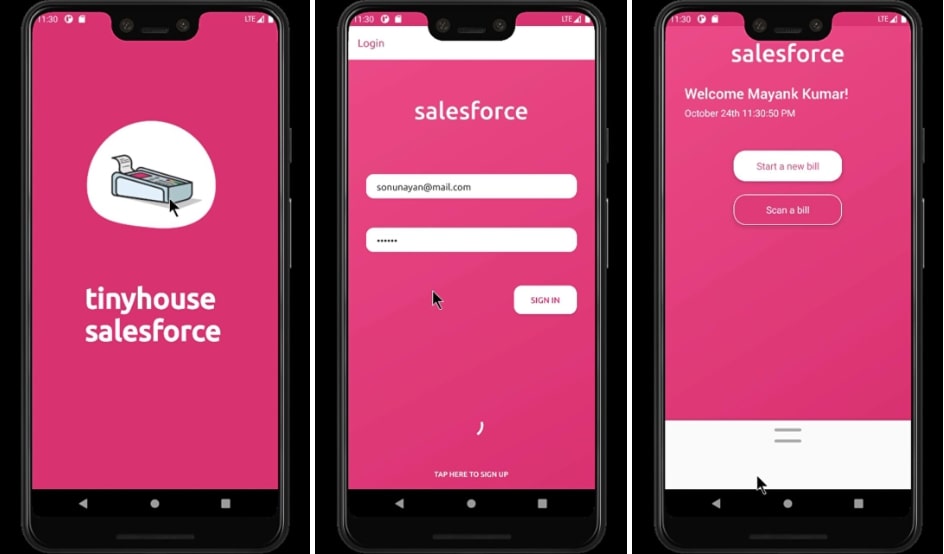 11:30
LTE
tinyhouse
salesforce
11:30
LTE
Login
salesforce
sonunayan@mail.com
••••••
SIGN IN
TAP HERE TO SIGN UP
11:30
LTE
salesforce
Welcome Mayank Kumar!
October 24th 11:30:50 PM
Start a new bill
Scan a bill